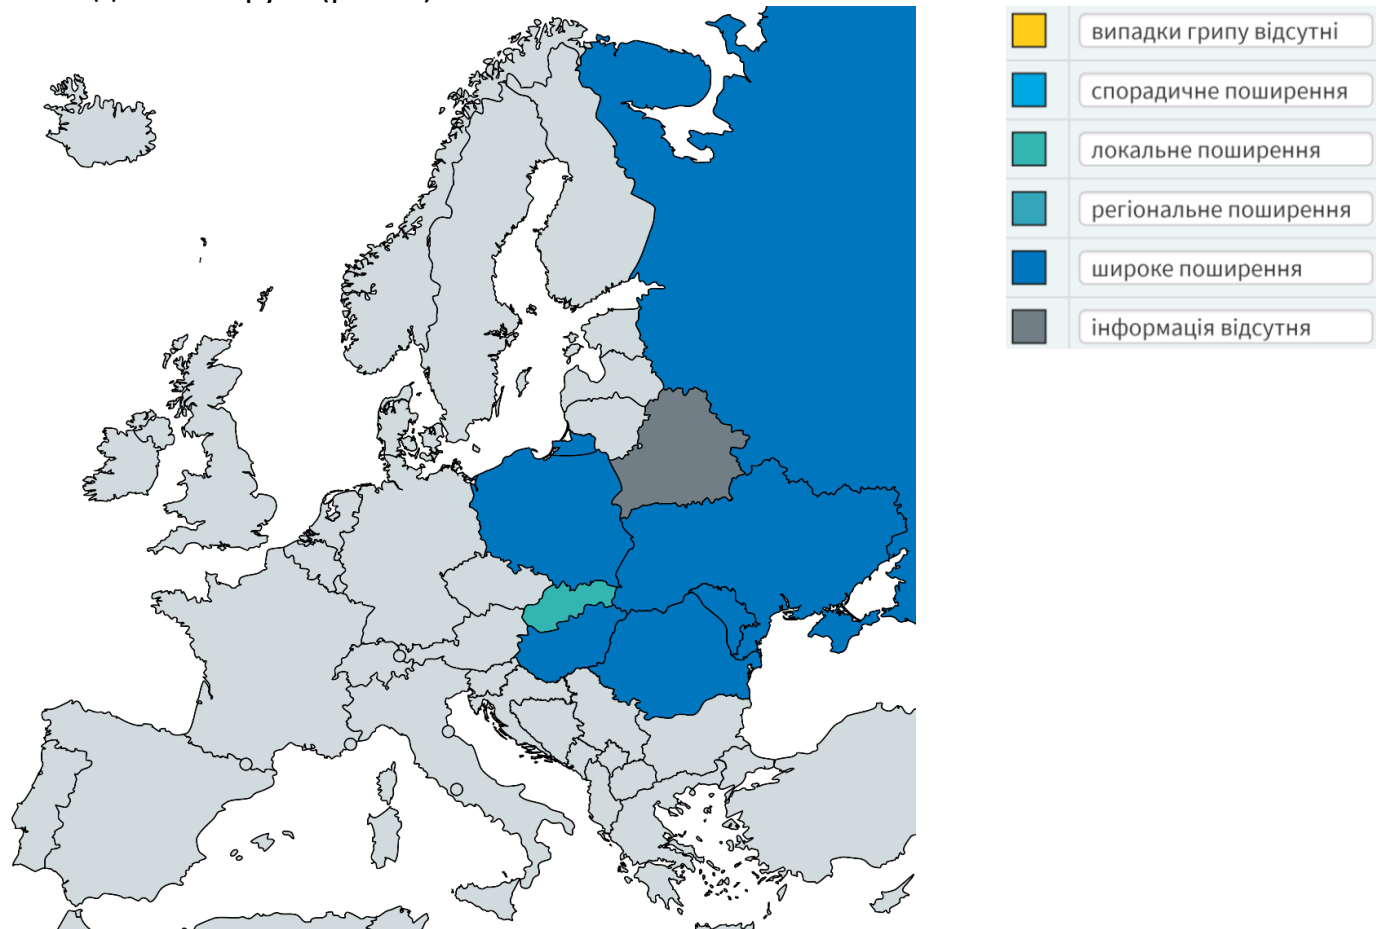 випадки грипу відсутні
спорадичне поширення
локальне поширення
регіональне поширення
широке поширення
інформація відсутня